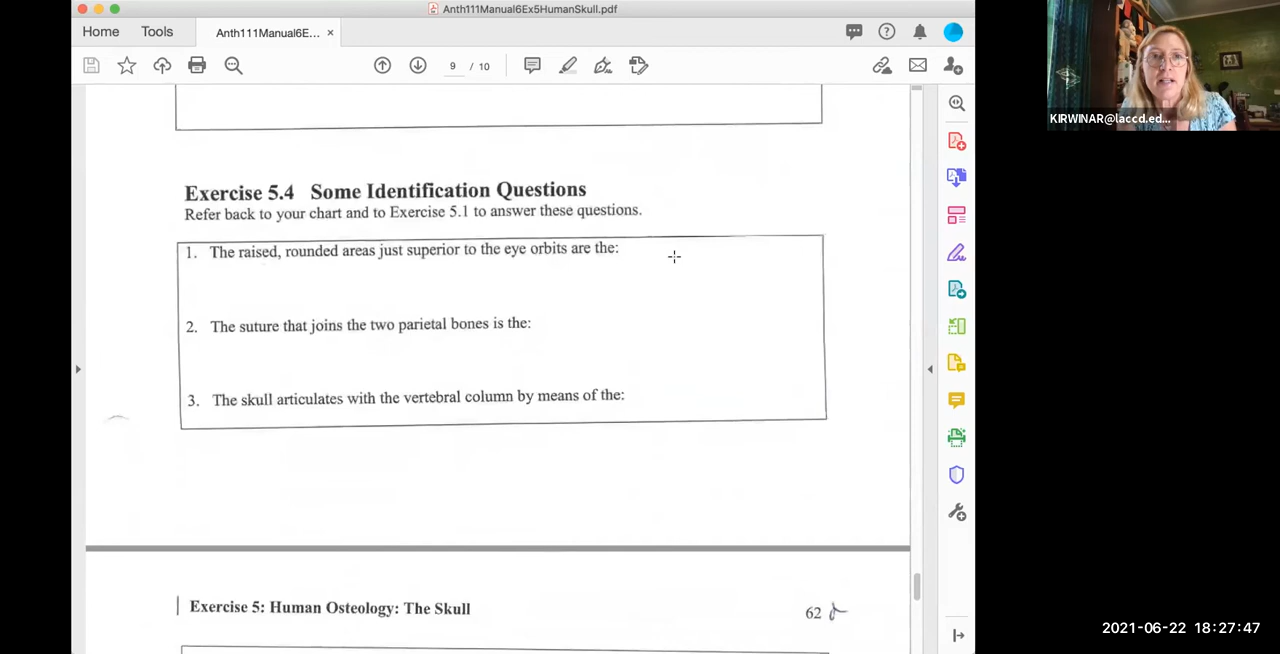 Anth111Manual6Ex5HumanSkull.pdf
Home Tools Anth111Manual6E... ×
9 / 10
KIRWINAR@laccd.ed...
Exercise 5.4 Some Identification Questions
Refer back to your chart and to Exercise 5.1 to answer these questions.
1. The raised, rounded areas just superior to the eye orbits are the:
2. The suture that joins the two parietal bones is the:
3. The skull articulates with the vertebral column by means of the:
Exercise 5: Human Osteology: The Skull 62
2021-06-22 18:27:47